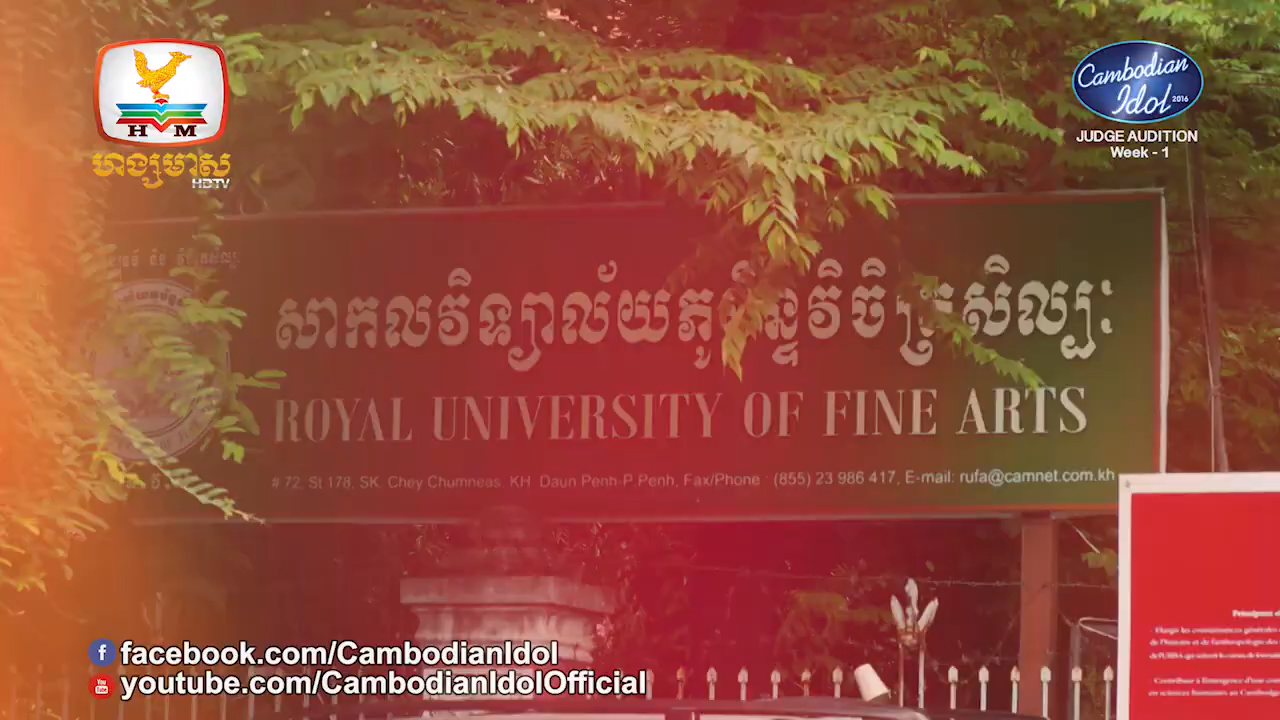 H M
ហង្សមាស
HDTV
Cambodian
Idol 2016
JUDGE AUDITION
Week - 1
សាកលវិទ្យាល័យភូមិន្ទវិចិត្រសិល្បៈ
ROYAL UNIVERSITY OF FINE ARTS
# 72, St 178, SK. Chey Chumneas, KH. Daun Penh-P.Penh, Fax/Phone : (855) 23 986 417, E-mail: rufa@camnet.com.kh
facebook.com/CambodianIdol
youtube.com/CambodianIdolOfficial